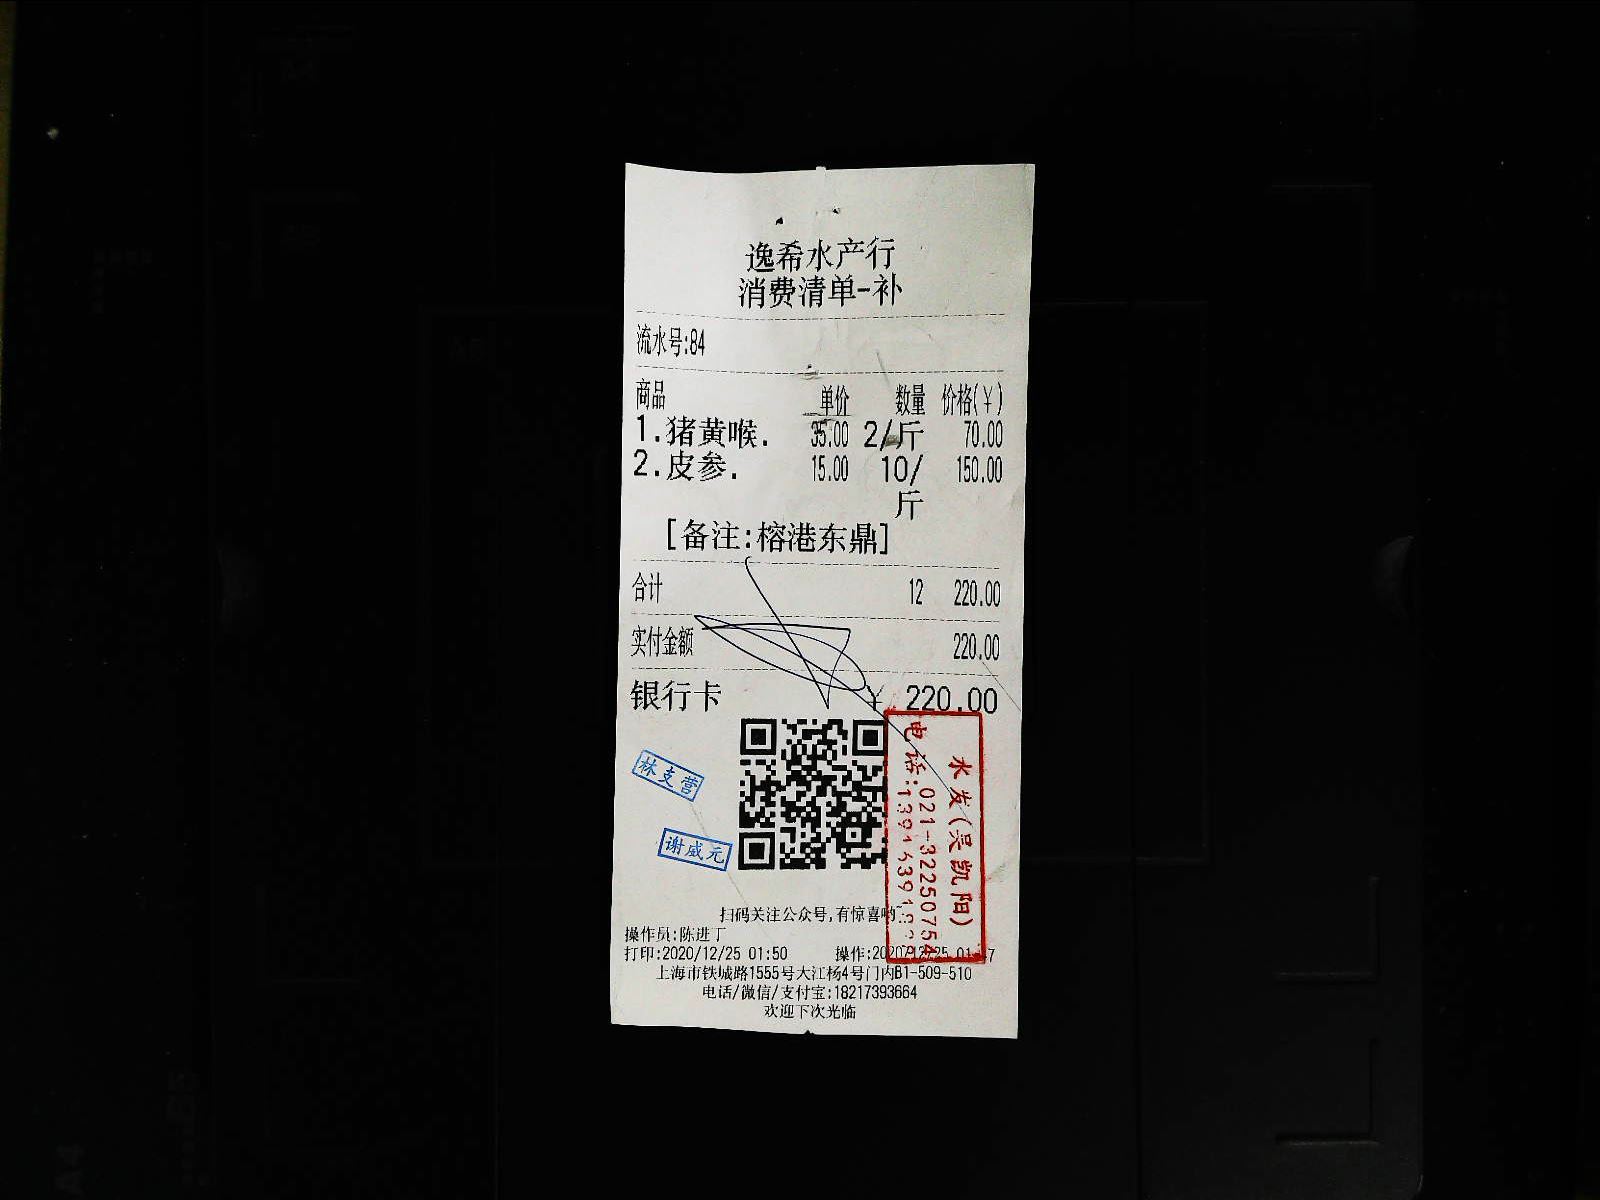 逸希水产行
消费清单-补
流水号:84
商品 单价 数量 价格(¥)
1.猪黄喉. 35.00 2/斤 70.00
2.皮参. 15.00 10/斤 150.00
[备注:榕港东鼎]
合计 12 220.00
实付金额 220.00
银行卡 ¥ 220.00
林支营
谢威元
水发(吴凯阳)
电话:021-32250754
扫码关注公众号,有惊喜哟
操作员:陈进丁
打印:2020/12/25 01:50 操作:2020/12/25
上海市铁城路1555号大江杨4号门内B1-509-510
电话/微信/支付宝:18217393664
欢迎下次光临